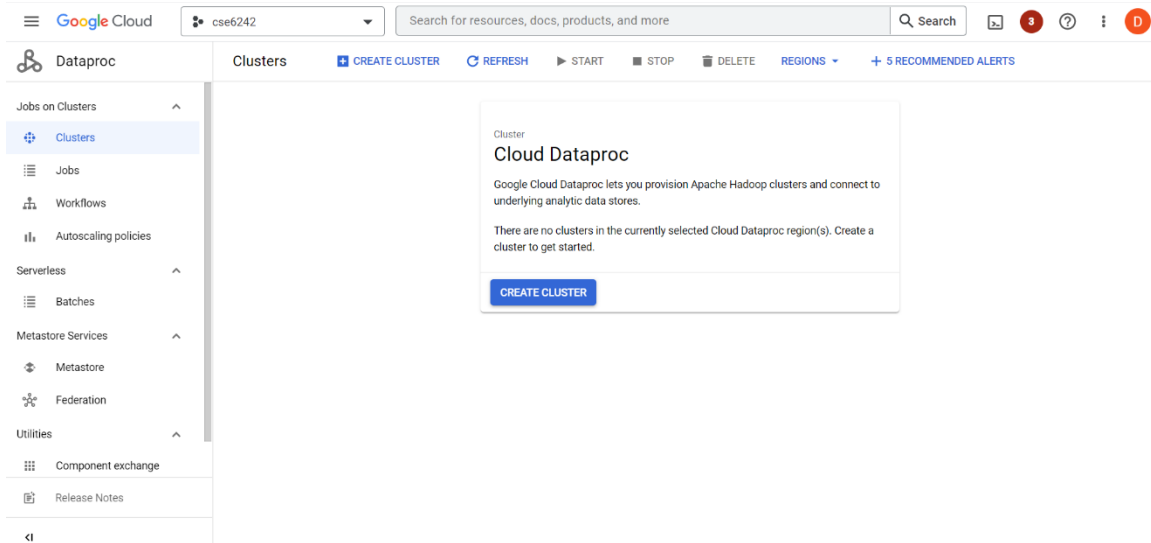 Google Cloud
cse6242
Search for resources, docs, products, and more
Search
3
D
Dataproc
Clusters
CREATE CLUSTER
REFRESH
START
STOP
DELETE
REGIONS
5 RECOMMENDED ALERTS
Jobs on Clusters
Clusters
Jobs
Workflows
Autoscaling policies
Serverless
Batches
Metastore Services
Metastore
Federation
Utilities
Component exchange
Release Notes
Cluster
Cloud Dataproc
Google Cloud Dataproc lets you provision Apache Hadoop clusters and connect to
underlying analytic data stores.
There are no clusters in the currently selected Cloud Dataproc region(s). Create a
cluster to get started.
CREATE CLUSTER